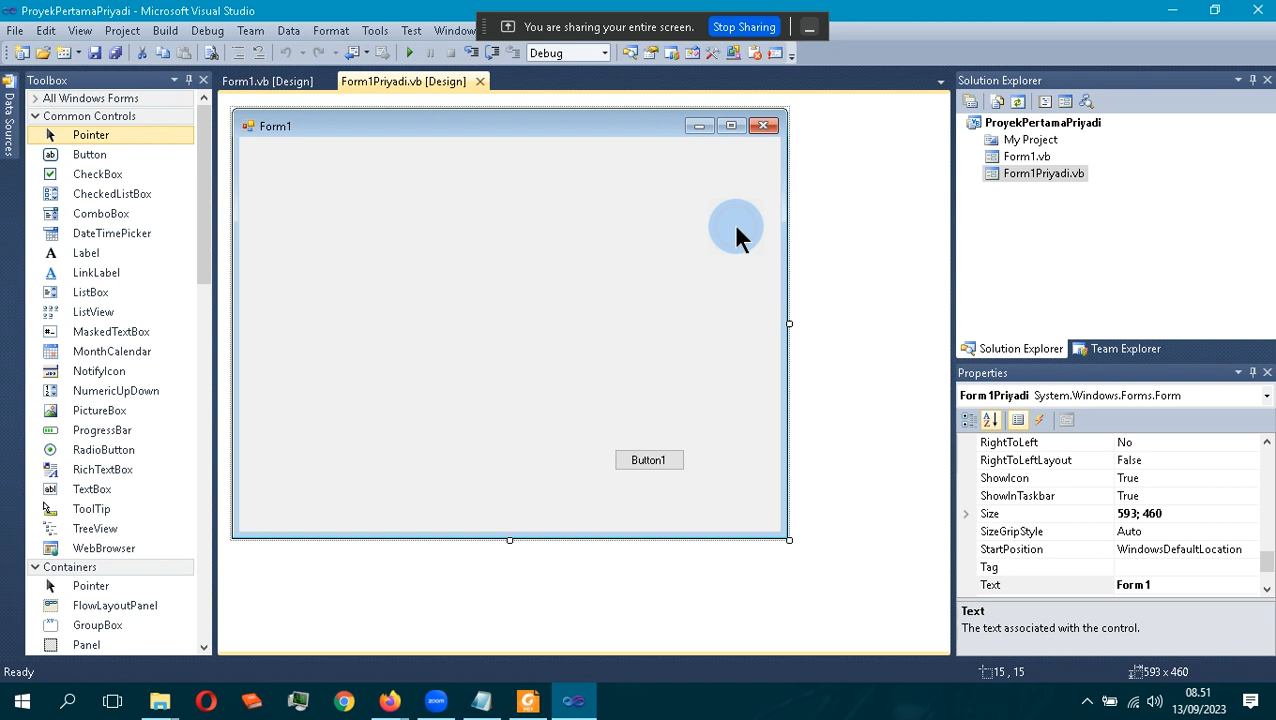 ProyekPertamaPriyadi - Microsoft Visual Studio
You are sharing your entire screen. Stop Sharing
File Edit View Project Build Debug Team Data Format Tools Test Window
Debug
Data Sources
Toolbox
All Windows Forms
Common Controls
Pointer
Button
CheckBox
CheckedListBox
ComboBox
DateTimePicker
Label
LinkLabel
ListBox
ListView
MaskedTextBox
MonthCalendar
NotifyIcon
NumericUpDown
PictureBox
ProgressBar
RadioButton
RichTextBox
TextBox
ToolTip
TreeView
WebBrowser
Containers
Pointer
FlowLayoutPanel
GroupBox
Panel
Form1.vb [Design] Form1Priyadi.vb [Design]
Form1
Button1
Solution Explorer
ProyekPertamaPriyadi
My Project
Form1.vb
Form1Priyadi.vb
Solution Explorer Team Explorer
Properties
Form1Priyadi System.Windows.Forms.Form
RightToLeft No
RightToLeftLayout False
ShowIcon True
ShowInTaskbar True
Size 593; 460
SizeGripStyle Auto
StartPosition WindowsDefaultLocation
Tag
Text Form1
Text
The text associated with the control.
Ready 15 , 15 593 x 460
zoom
PDF
08.51
13/09/2023